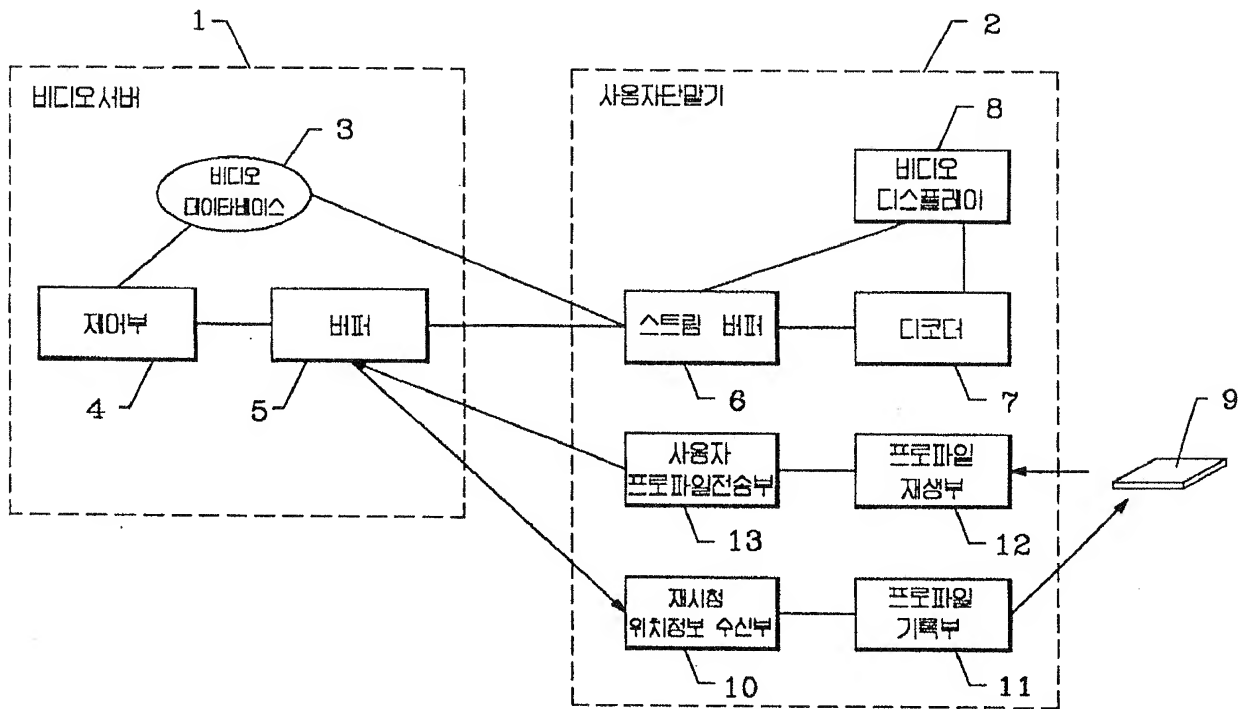 1
2
비디오서버
사용자단말기
3
8
비디오
데이타베이스
비디오
디스플레이
제어부
버퍼
스트림 버퍼
디코더
4
5
6
7
9
사용자
프로파일전송부
프로파일
재생부
13
12
재시청
위치정보 수신부
프로파일
기록부
10
11